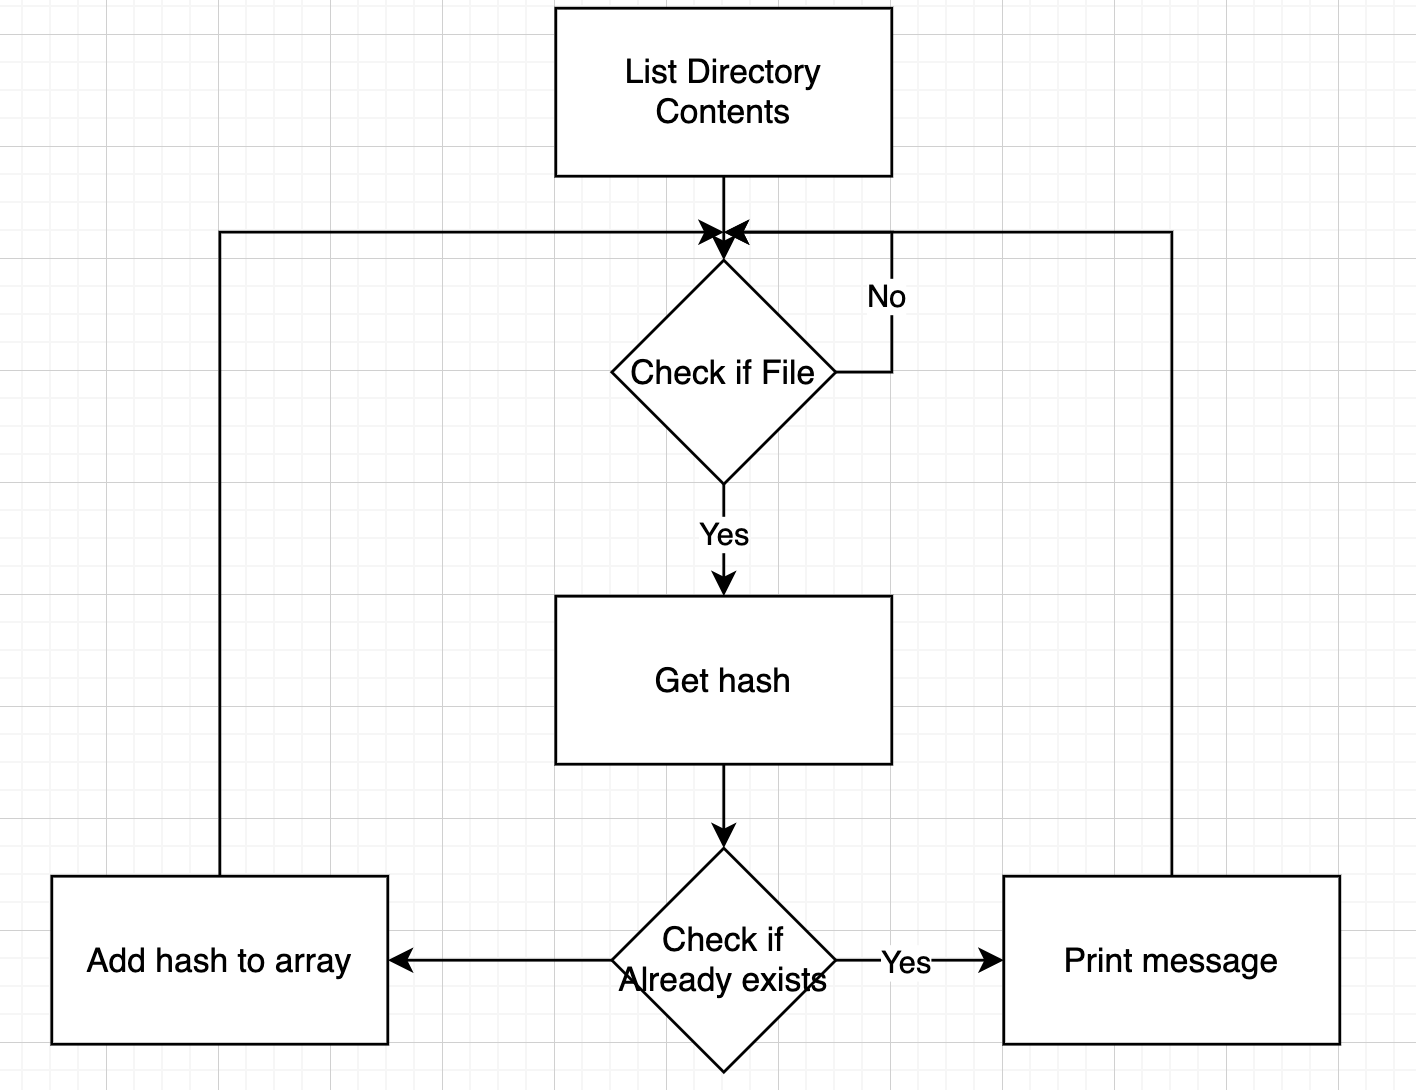 List Directory
Contents
No
Check if File
Yes
Get hash
Add hash to array
Check if
Already exists
Yes
Print message